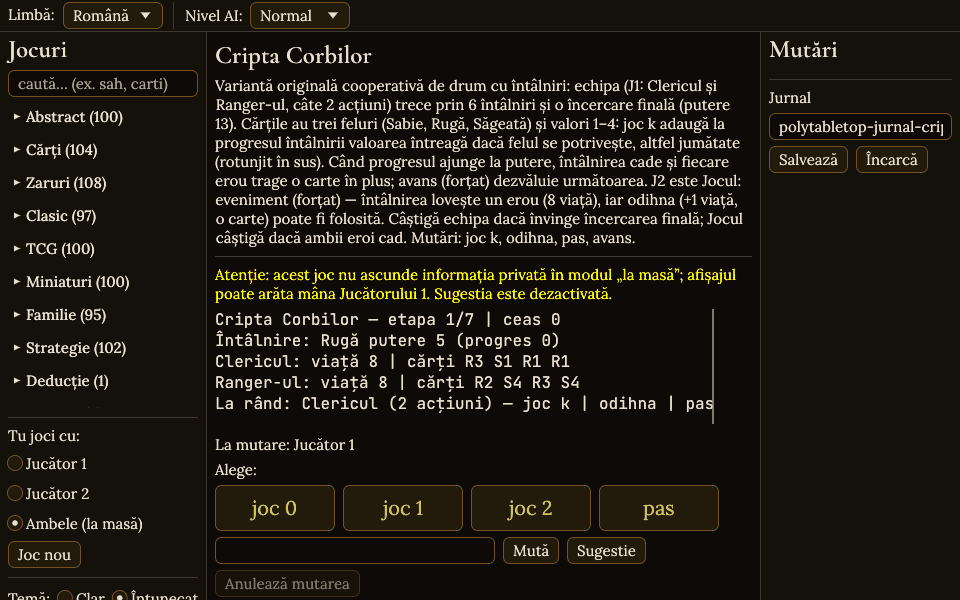 Limbă: Română ▼ Nivel AI: Normal ▼
Jocuri
caută... (ex. sah, carti)
▸ Abstract (100)
▸ Cărți (104)
▸ Zaruri (108)
▸ Clasic (97)
▸ TCG (100)
▸ Miniaturi (100)
▸ Familie (95)
▸ Strategie (102)
▸ Deducție (1)
Tu joci cu:
Jucător 1
Jucător 2
Ambele (la masă)
Joc nou
Temă: Clar Întunecat
Cripta Corbilor
Variantă originală cooperativă de drum cu întâlniri: echipa (J1: Clericul și
Ranger-ul, câte 2 acțiuni) trece prin 6 întâlniri și o încercare finală (putere
13). Cărțile au trei feluri (Sabie, Rugă, Săgeată) și valori 1–4: joc k adaugă la
progresul întâlnirii valoarea întreagă dacă felul se potrivește, altfel jumătate
(rotunjit în sus). Când progresul ajunge la putere, întâlnirea cade și fiecare
erou trage o carte în plus; avans (forțat) dezvăluie următoarea. J2 este Jocul:
eveniment (forțat) — întâlnirea lovește un erou (8 viață), iar odihna (+1 viață,
o carte) poate fi folosită. Câștigă echipa dacă învinge încercarea finală; Jocul
câștigă dacă ambii eroi cad. Mutări: joc k, odihna, pas, avans.
Atenție: acest joc nu ascunde informația privată în modul „la masă”; afișajul
poate arăta mâna Jucătorului 1. Sugestia este dezactivată.
Cripta Corbilor — etapa 1/7 | ceas 0
Întâlnire: Rugă putere 5 (progres 0)
Clericul: viață 8 | cărți R3 S1 R1 R1
Ranger-ul: viață 8 | cărți R2 S4 R3 S4
La rând: Clericul (2 acțiuni) — joc k | odihna | pas
La mutare: Jucător 1
Alege:
joc 0 joc 1 joc 2 pas
Mută Sugestie
Anulează mutarea
Mutări
Jurnal
polytabletop-jurnal-crip
Salvează Încarcă